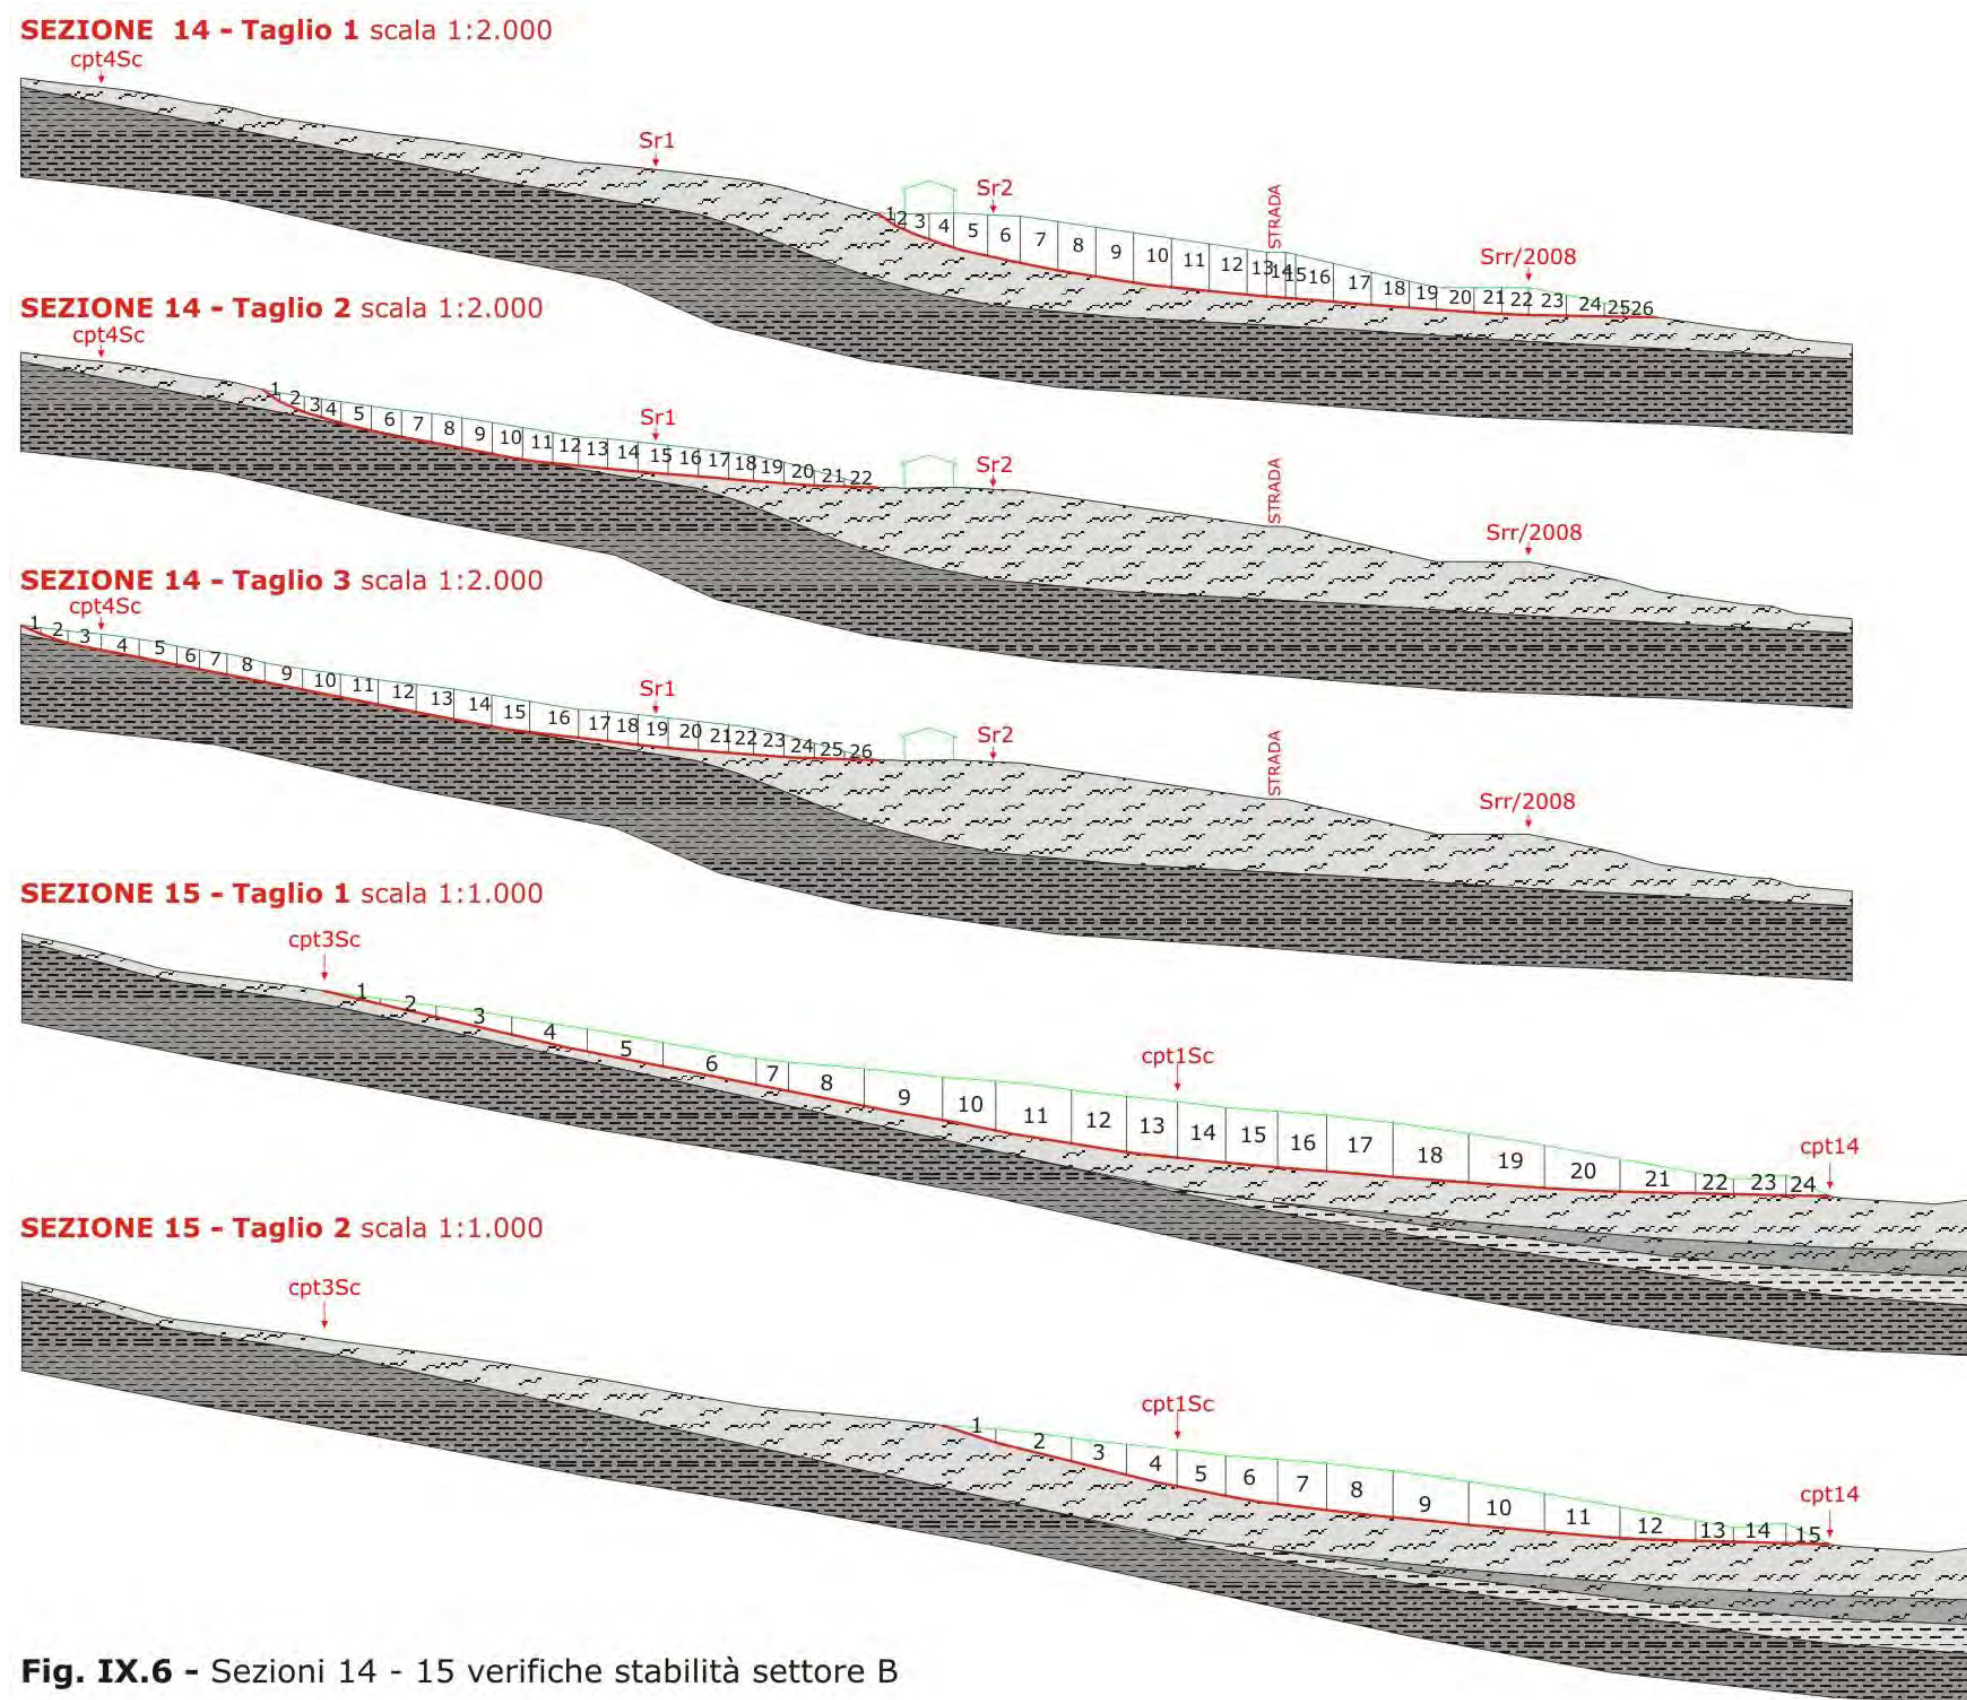 SEZIONE 14 - Taglio 1 scala 1:2.000
cpt4Sc
Sr1
Sr2
STRADA
Srr/2008
1 2 3 4 5 6 7 8 9 10 11 12 13 14 15 16 17 18 19 20 21 22 23 24 25 26
SEZIONE 14 - Taglio 2 scala 1:2.000
cpt4Sc
Sr1
Sr2
STRADA
Srr/2008
1 2 3 4 5 6 7 8 9 10 11 12 13 14 15 16 17 18 19 20 21 22
SEZIONE 14 - Taglio 3 scala 1:2.000
cpt4Sc
Sr1
Sr2
STRADA
Srr/2008
1 2 3 4 5 6 7 8 9 10 11 12 13 14 15 16 17 18 19 20 21 22 23 24 25 26
SEZIONE 15 - Taglio 1 scala 1:1.000
cpt3Sc
cpt1Sc
cpt14
1 2 3 4 5 6 7 8 9 10 11 12 13 14 15 16 17 18 19 20 21 22 23 24
SEZIONE 15 - Taglio 2 scala 1:1.000
cpt3Sc
cpt1Sc
cpt14
1 2 3 4 5 6 7 8 9 10 11 12 13 14 15
Fig. IX.6 - Sezioni 14 - 15 verifiche stabilità settore B